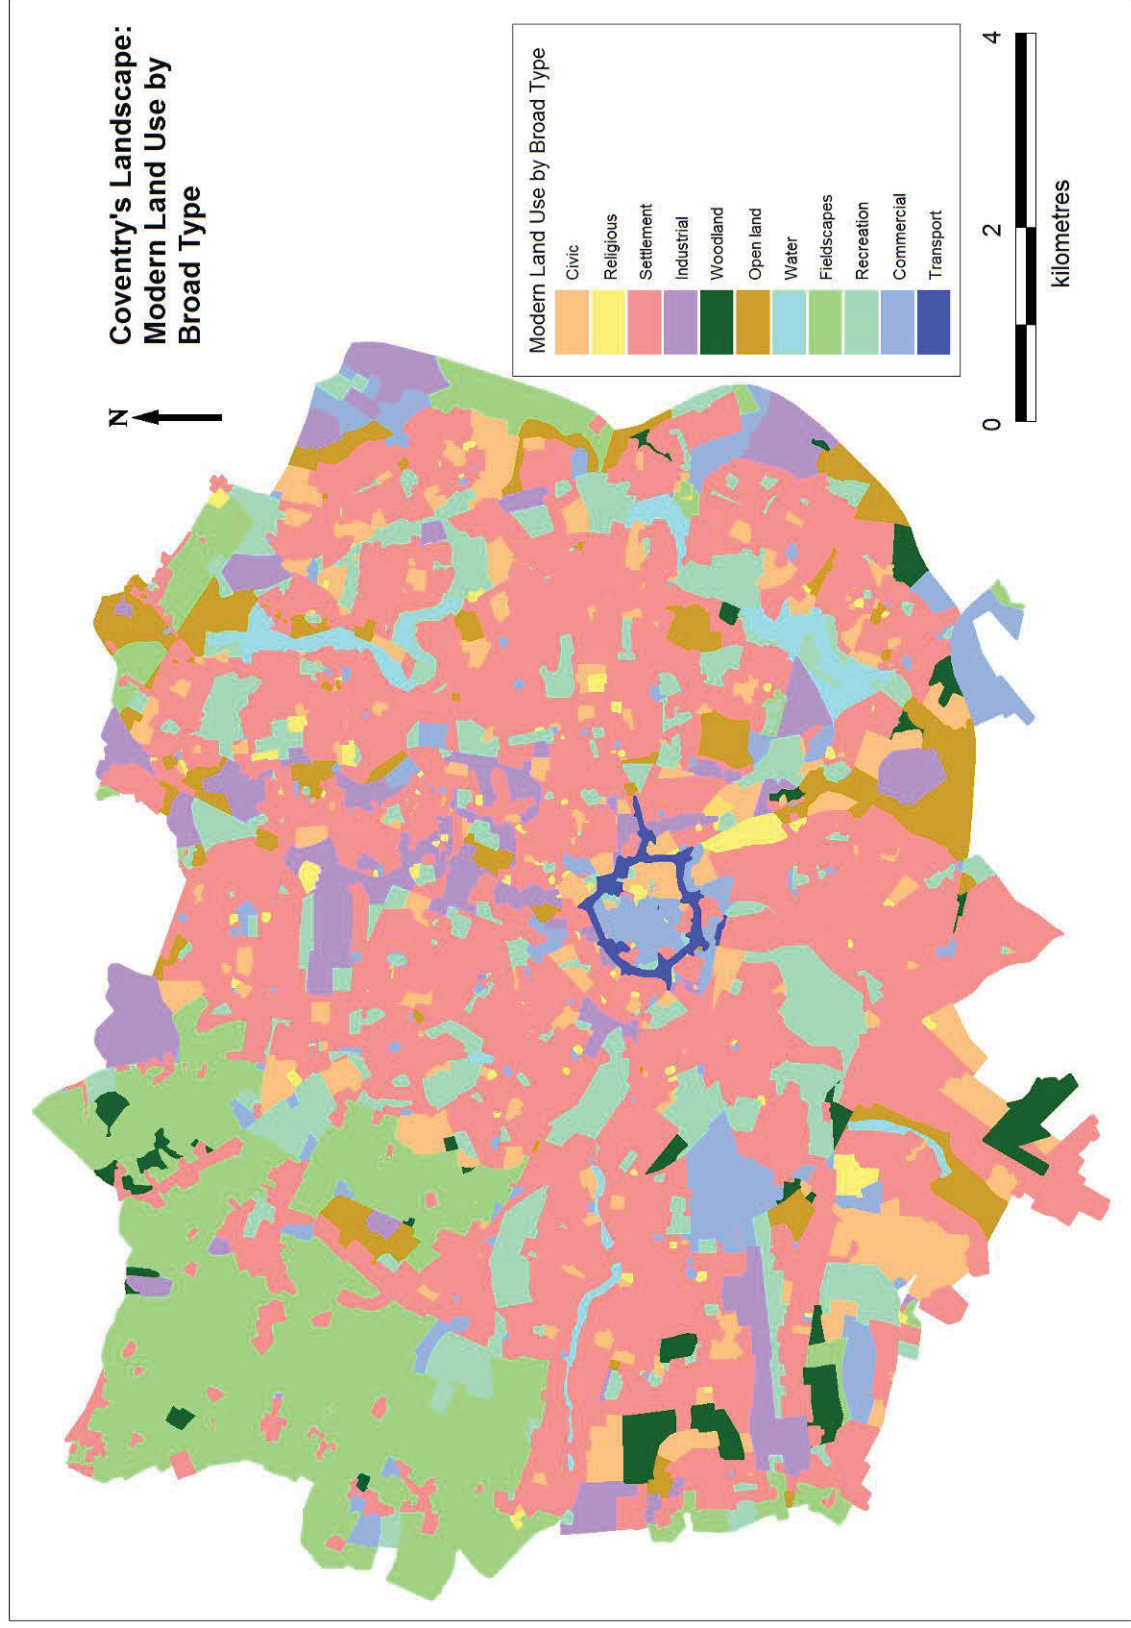 Coventry's Landscape:
Modern Land Use by
Broad Type
N
Modern Land Use by Broad Type
Civic
Religious
Settlement
Industrial
Woodland
Open land
Water
Fieldscapes
Recreation
Commercial
Transport
0
2
4
kilometres